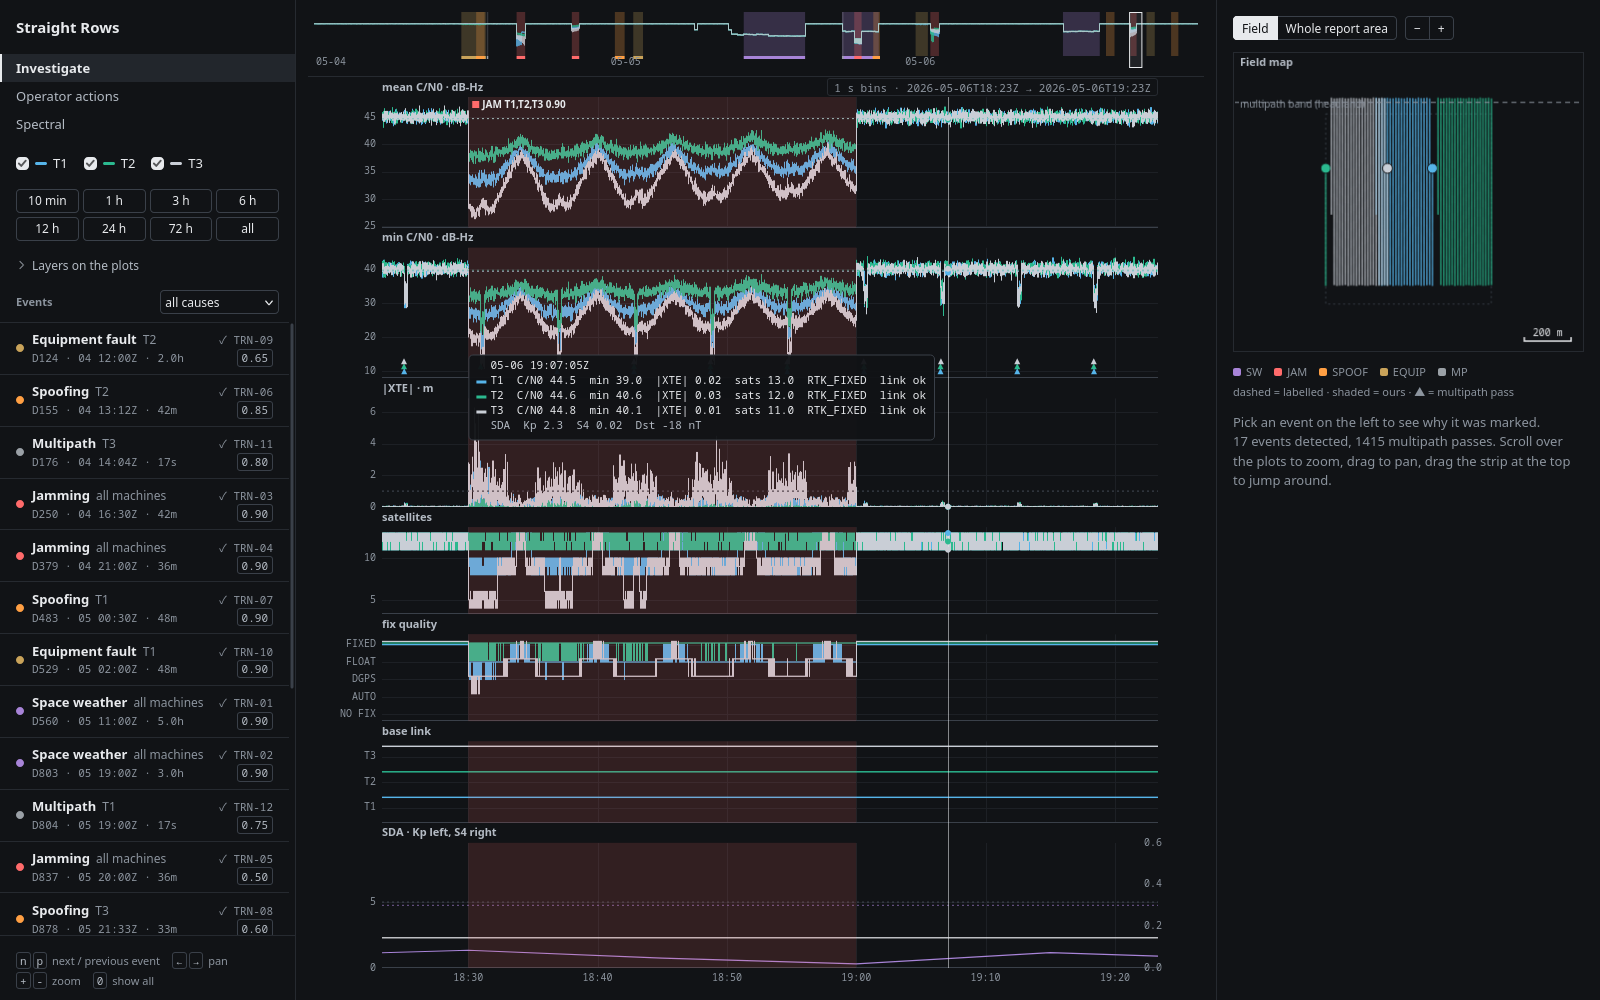 Straight Rows
Investigate
Operator actions
Spectral
T1 T2 T3
10 min 1 h 3 h 6 h
12 h 24 h 72 h all
Layers on the plots
Events all causes
Equipment fault T2 ✓ TRN-09
D124 · 04 12:00Z · 2.0h 0.65
Spoofing T2 ✓ TRN-06
D155 · 04 13:12Z · 42m 0.85
Multipath T3 ✓ TRN-11
D176 · 04 14:04Z · 17s 0.80
Jamming all machines ✓ TRN-03
D250 · 04 16:30Z · 42m 0.90
Jamming all machines ✓ TRN-04
D379 · 04 21:00Z · 36m 0.90
Spoofing T1 ✓ TRN-07
D483 · 05 00:30Z · 48m 0.90
Equipment fault T1 ✓ TRN-10
D529 · 05 02:00Z · 48m 0.90
Space weather all machines ✓ TRN-01
D560 · 05 11:00Z · 5.0h 0.90
Space weather all machines ✓ TRN-02
D803 · 05 19:00Z · 3.0h 0.90
Multipath T1 ✓ TRN-12
D804 · 05 19:00Z · 17s 0.75
Jamming all machines ✓ TRN-05
D837 · 05 20:00Z · 36m 0.50
Spoofing T3 ✓ TRN-08
D878 · 05 21:33Z · 33m 0.60
n p next / previous event ← → pan
+ - zoom 0 show all
05-04 05-05 05-06
mean C/N0 · dB-Hz
1 s bins · 2026-05-06T18:23Z → 2026-05-06T19:23Z
JAM T1,T2,T3 0.90
45
40
35
30
25
min C/N0 · dB-Hz
40
30
20
10
05-06 19:07:05Z
T1 C/N0 44.5 min 39.0 |XTE| 0.02 sats 13.0 RTK_FIXED link ok
T2 C/N0 44.6 min 40.6 |XTE| 0.03 sats 12.0 RTK_FIXED link ok
T3 C/N0 44.8 min 40.1 |XTE| 0.01 sats 11.0 RTK_FIXED link ok
SDA Kp 2.3 S4 0.02 Dst -18 nT
|XTE| · m
6
4
2
0
satellites
10
5
fix quality
FIXED
FLOAT
DGPS
AUTO
NO FIX
base link
T3
T2
T1
SDA · Kp left, S4 right
5
0
0.6
0.4
0.2
0.0
18:30 18:40 18:50 19:00 19:10 19:20
Field Whole report area − +
Field map
multipath band
200 m
SW JAM SPOOF EQUIP MP
dashed = labelled · shaded = ours · ▲ = multipath pass
Pick an event on the left to see why it was marked.
17 events detected, 1415 multipath passes. Scroll over
the plots to zoom, drag to pan, drag the strip at the top
to jump around.